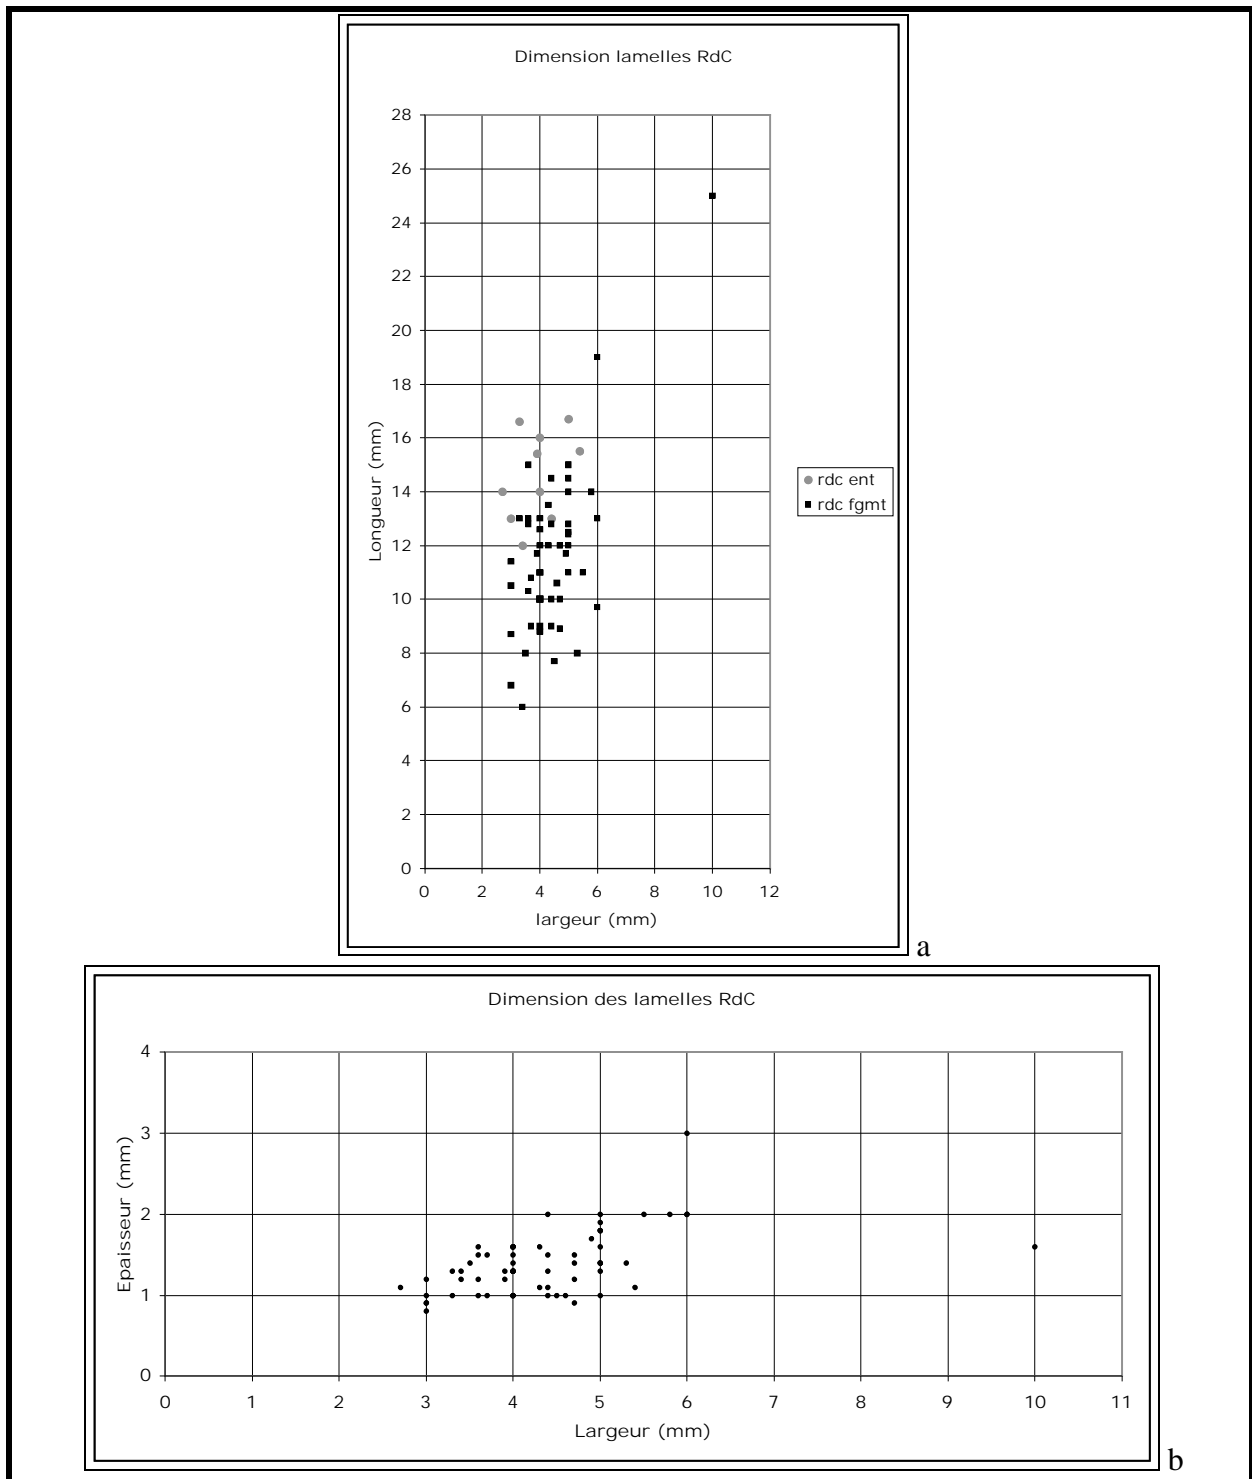 Dimension lamelles RdC
28
26
24
22
20
18
16
14
12
10
8
6
4
2
0
Longueur (mm)
0 2 4 6 8 10 12
largeur (mm)
rdc ent
rdc fgmt
a
Dimension des lamelles RdC
4
3
2
1
0
Epaisseur (mm)
0 1 2 3 4 5 6 7 8 9 10 11
Largeur (mm)
b